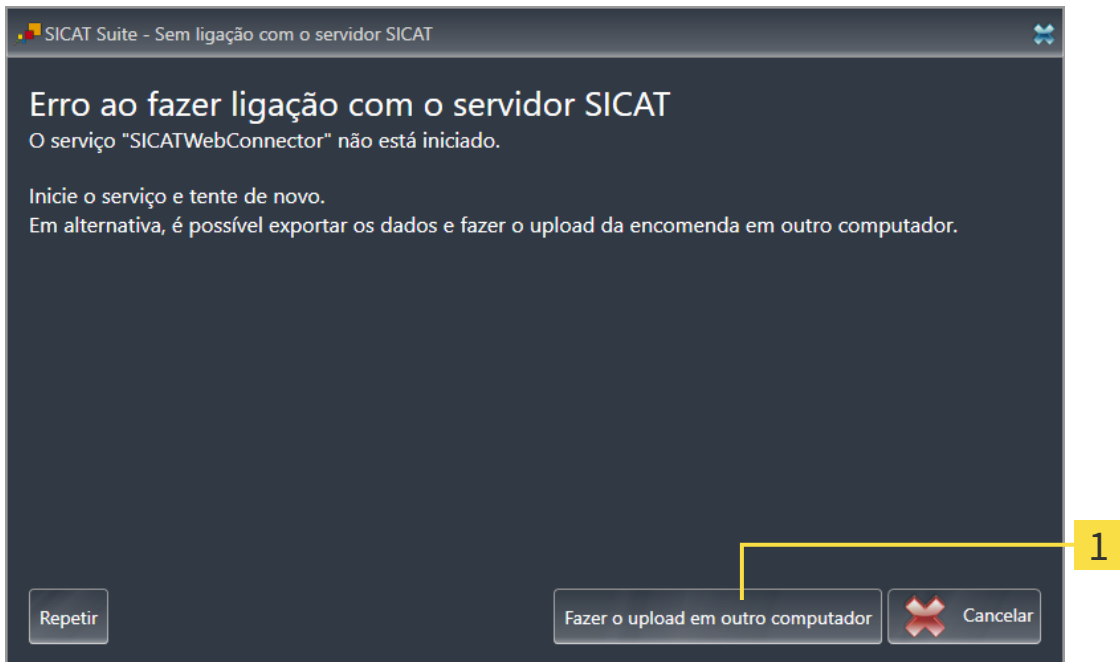 SICAT Suite - Sem ligação com o servidor SICAT
Erro ao fazer ligação com o servidor SICAT
O serviço "SICATWebConnector" não está iniciado.
Inicie o serviço e tente de novo.
Em alternativa, é possível exportar os dados e fazer o upload da encomenda em outro computador.
1
Repetir
Fazer o upload em outro computador
Cancelar